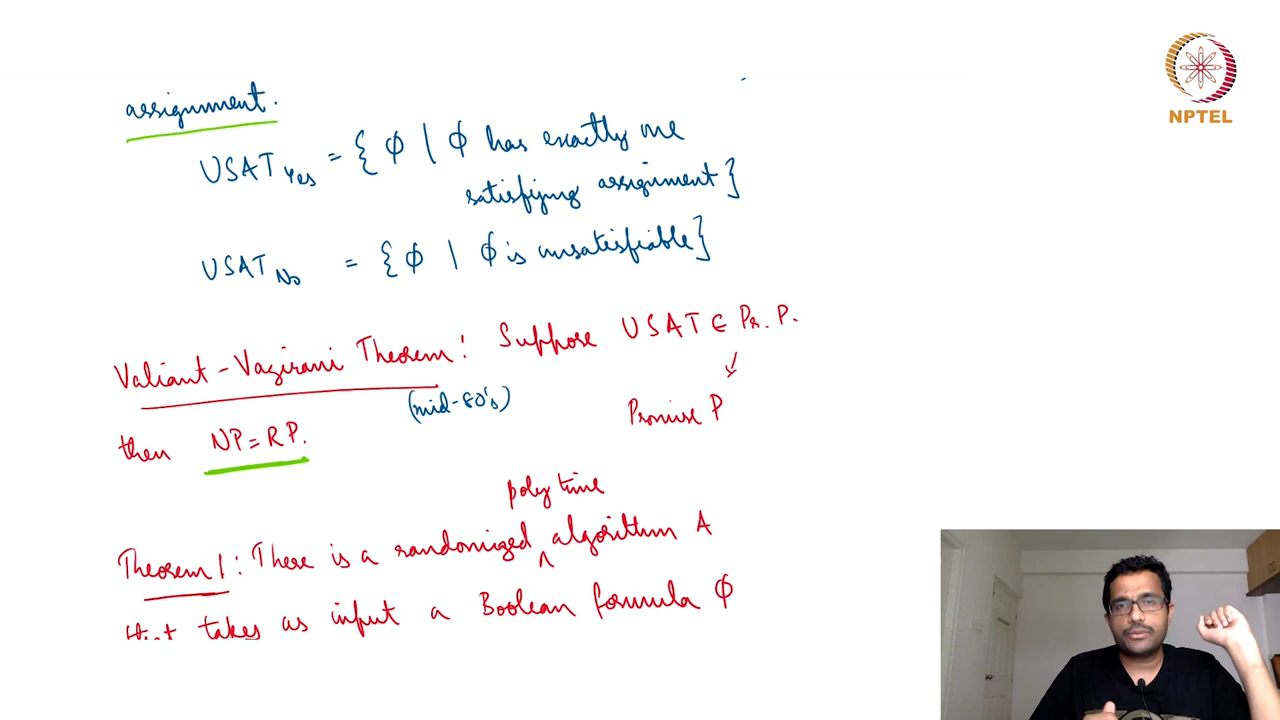 assignment.
USAT Yes = { φ | φ has exactly one
satisfying assignment }
USAT No = { φ | φ is unsatisfiable }
Valiant - Vazirani Theorem: Suppose USAT ∈ Pr. P.
(mid-80's)
Promise P
then NP = RP.
poly time
Theorem 1: There is a randomized ^ algorithm A
that takes as input a Boolean formula φ
NPTEL